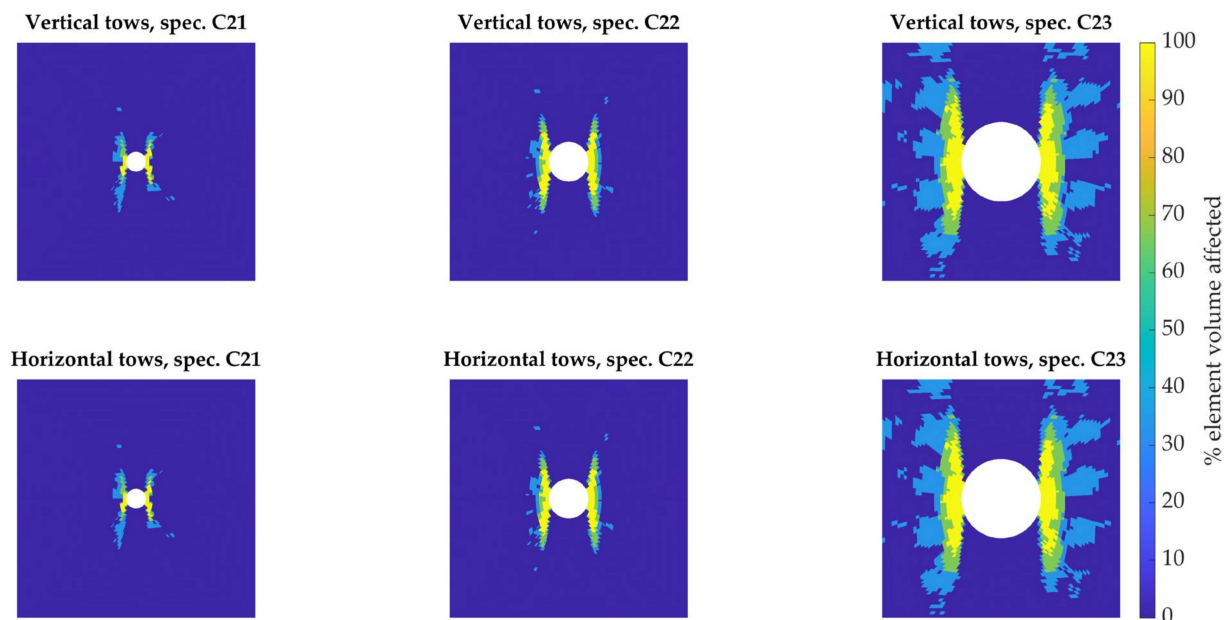 Vertical tows, spec. C21
Vertical tows, spec. C22
Vertical tows, spec. C23
Horizontal tows, spec. C21
Horizontal tows, spec. C22
Horizontal tows, spec. C23
100
90
80
70
60
50
40
30
20
10
0
% element volume affected